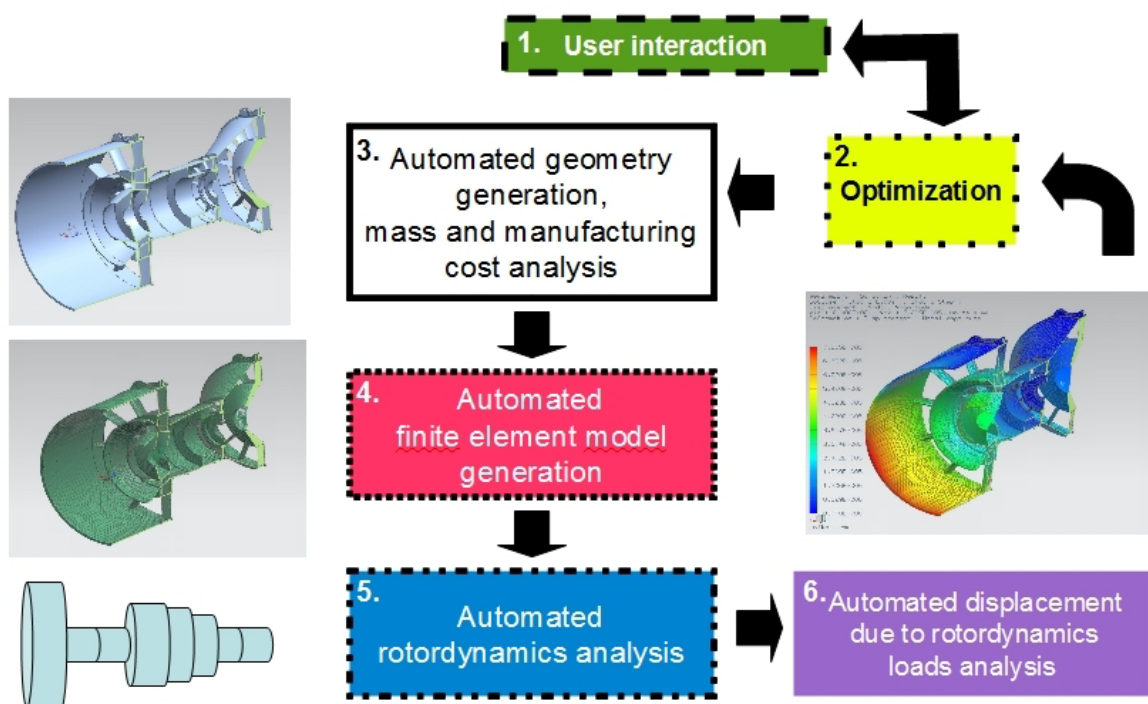 1. User interaction
2.
Optimization
3.
Automated geometry
generation,
mass and manufacturing
cost analysis
4.
Automated
finite element model
generation
5.
Automated
rotordynamics analysis
6.
Automated displacement
due to rotordynamics
loads analysis